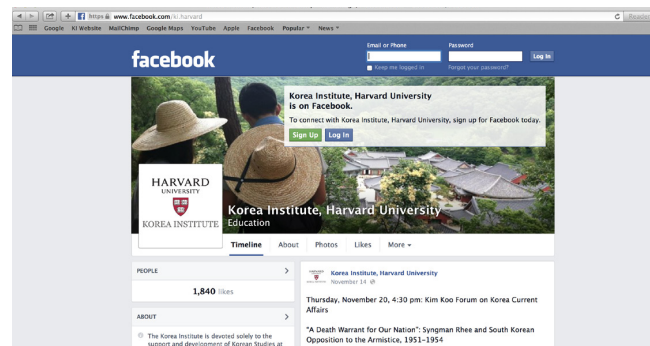 https www.facebook.com/ki.harvard
Reader
Google Ki Website MailChimp Google Maps YouTube Apple Facebook Popular News
facebook
Email or Phone
Password
Log In
Keep me logged in
Forgot your password?
Korea Institute, Harvard University
is on Facebook.
To connect with Korea Institute, Harvard University, sign up for Facebook today.
Sign Up Log In
HARVARD
UNIVERSITY
KOREA INSTITUTE
Korea Institute, Harvard University
Education
Timeline About Photos Likes More
PEOPLE
1,840 likes
ABOUT
The Korea Institute is devoted solely to the
support and development of Korean Studies at
Korea Institute, Harvard University
November 14
Thursday, November 20, 4:30 pm: Kim Koo Forum on Korea Current
Affairs
"A Death Warrant for Our Nation": Syngman Rhee and South Korean
Opposition to the Armistice, 1951-1954